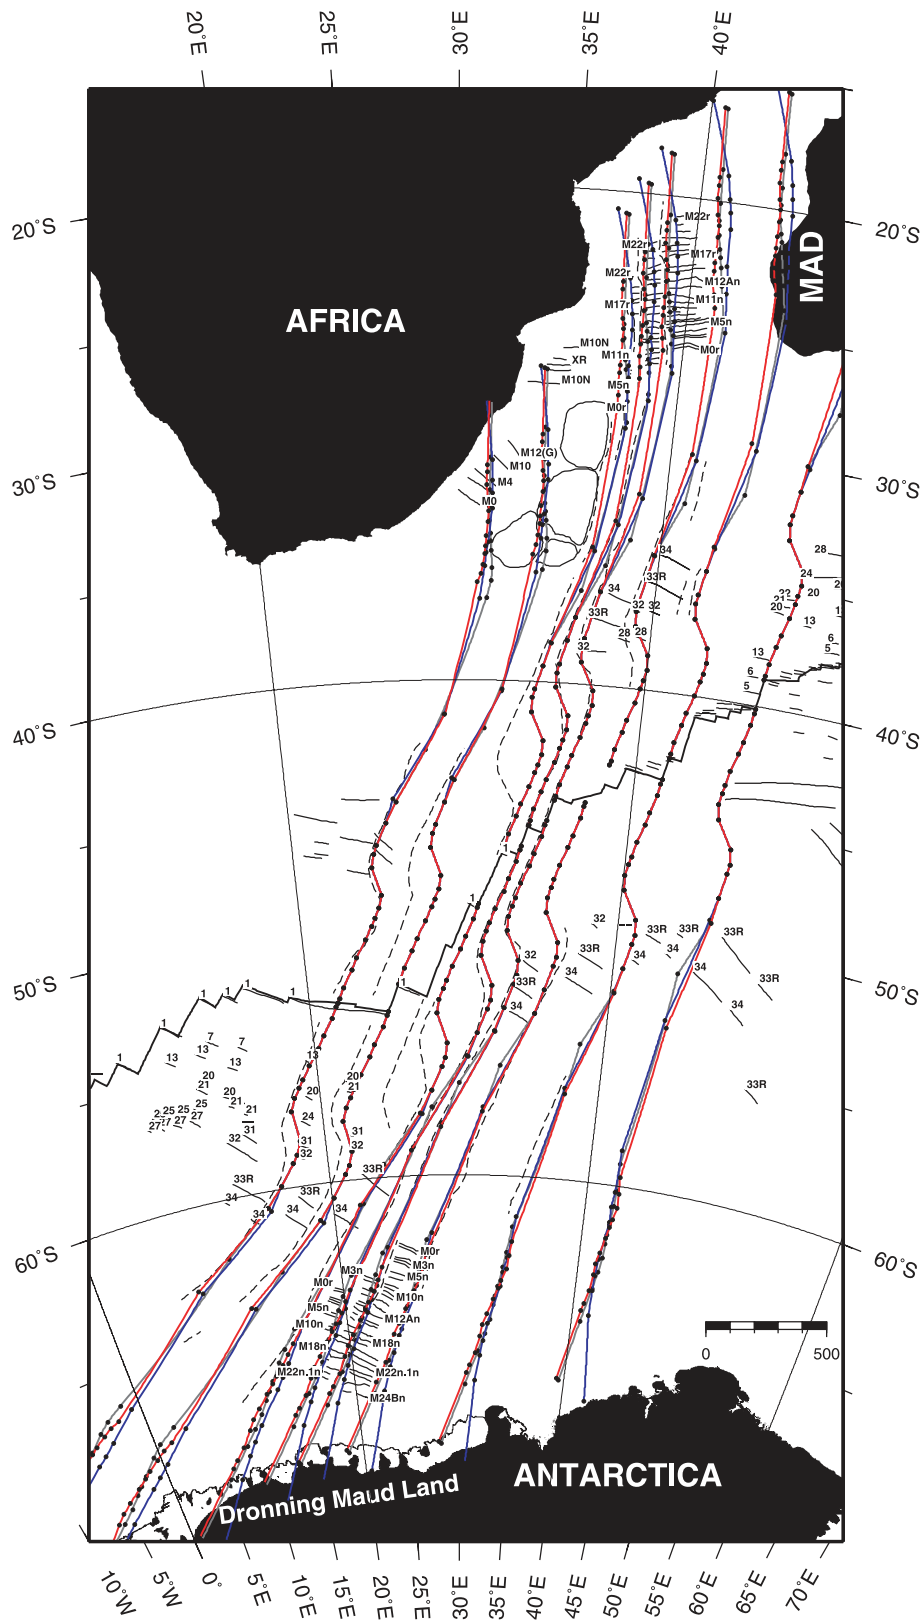 20°E
25°E
30°E
35°E
40°E
20°S
20°S
AFRICA
MAD
M22r
M22r
M17r
M22r
M12An
M17r
M11n
M5n
M10N
M0r
M11n
XR
M10N
M5n
M0r
M12(G)
M10
30°S
M4
30°S
M0
34
28
33R
24
34
22
20
21
20
32
32
33R
13
28
28
32
6
13
5
6
5
40°S
40°S
1
1
32
33R
33R
33R
32
34
34
34
33R
34
33R
50°S
50°S
1
1
1
1
1
34
34
1
7
7
13
13
13
13
1
20
20
21
21
33R
20
20
21
25
25
21
24
27
27
27
31
31
31
32
32
32
33R
33R
33R
34
34
34
34
60°S
60°S
M0r
M3n
M3n
M5n
M0r
M10n
M5n
M12An
M10n
M18n
M18n
M22n.1n
M22n.1n
M24Bn
0
500
ANTARCTICA
Dronning Maud Land
10°W
5°W
0°
5°E
10°E
15°E
20°E
25°E
30°E
35°E
40°E
45°E
50°E
55°E
60°E
65°E
70°E